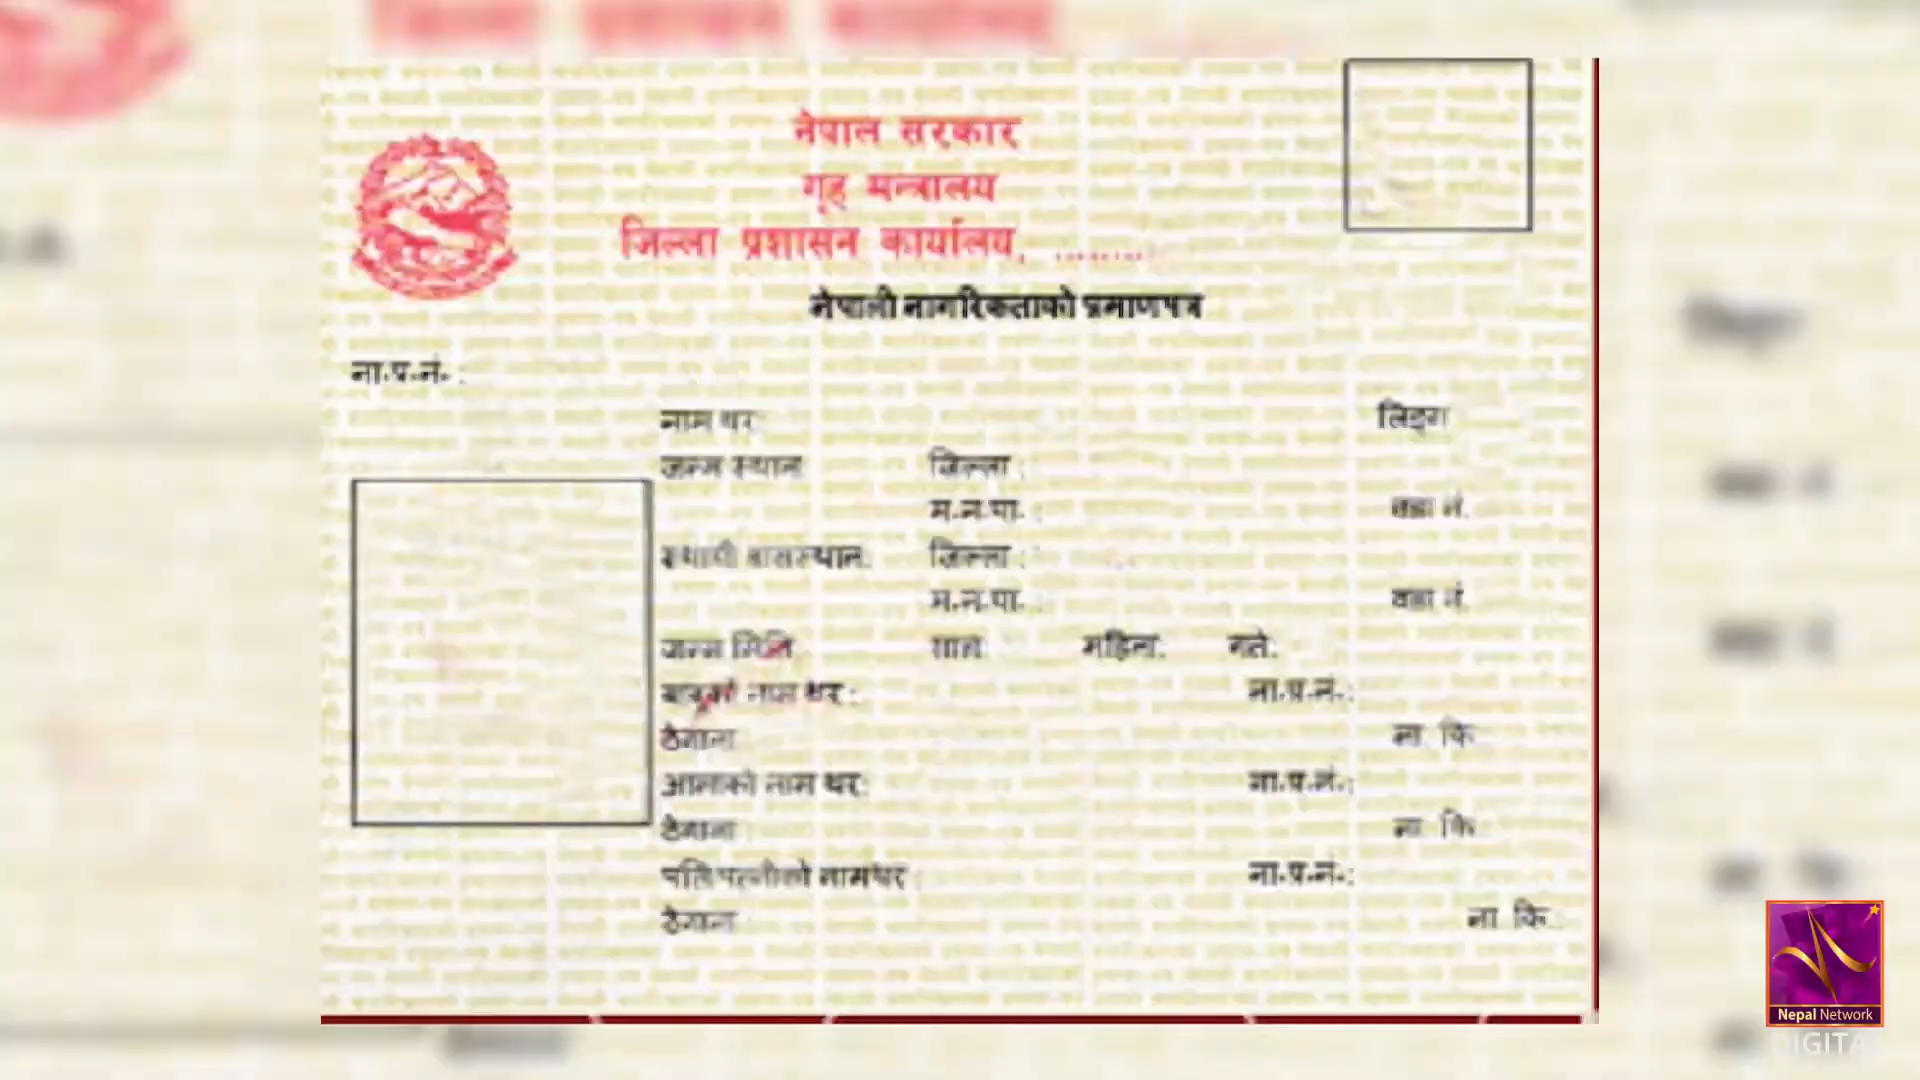 नेपाल सरकार
गृह मन्त्रालय
जिल्ला प्रशासन कार्यालय, ..........
नेपाली नागरिकताको प्रमाणपत्र
ना.प्र.नं. :
नाम थर: लिङ्ग
जन्म स्थान: जिल्ला :
म.न.पा. : वडा नं.
स्थायी बासस्थान: जिल्ला :
म.न.पा. : वडा नं.
जन्म मिति: साल: महिना: गते:
बाबुको नाम थर : ना.प्र.नं.:
ठेगाना: ना. कि.
आमाको नाम थर: ना.प्र.नं.:
ठेगाना : ना. कि.
पति/पत्नीको नामथर : ना.प्र.नं.:
ठेगाना : ना. कि.:
Nepal Network
DIGITAL